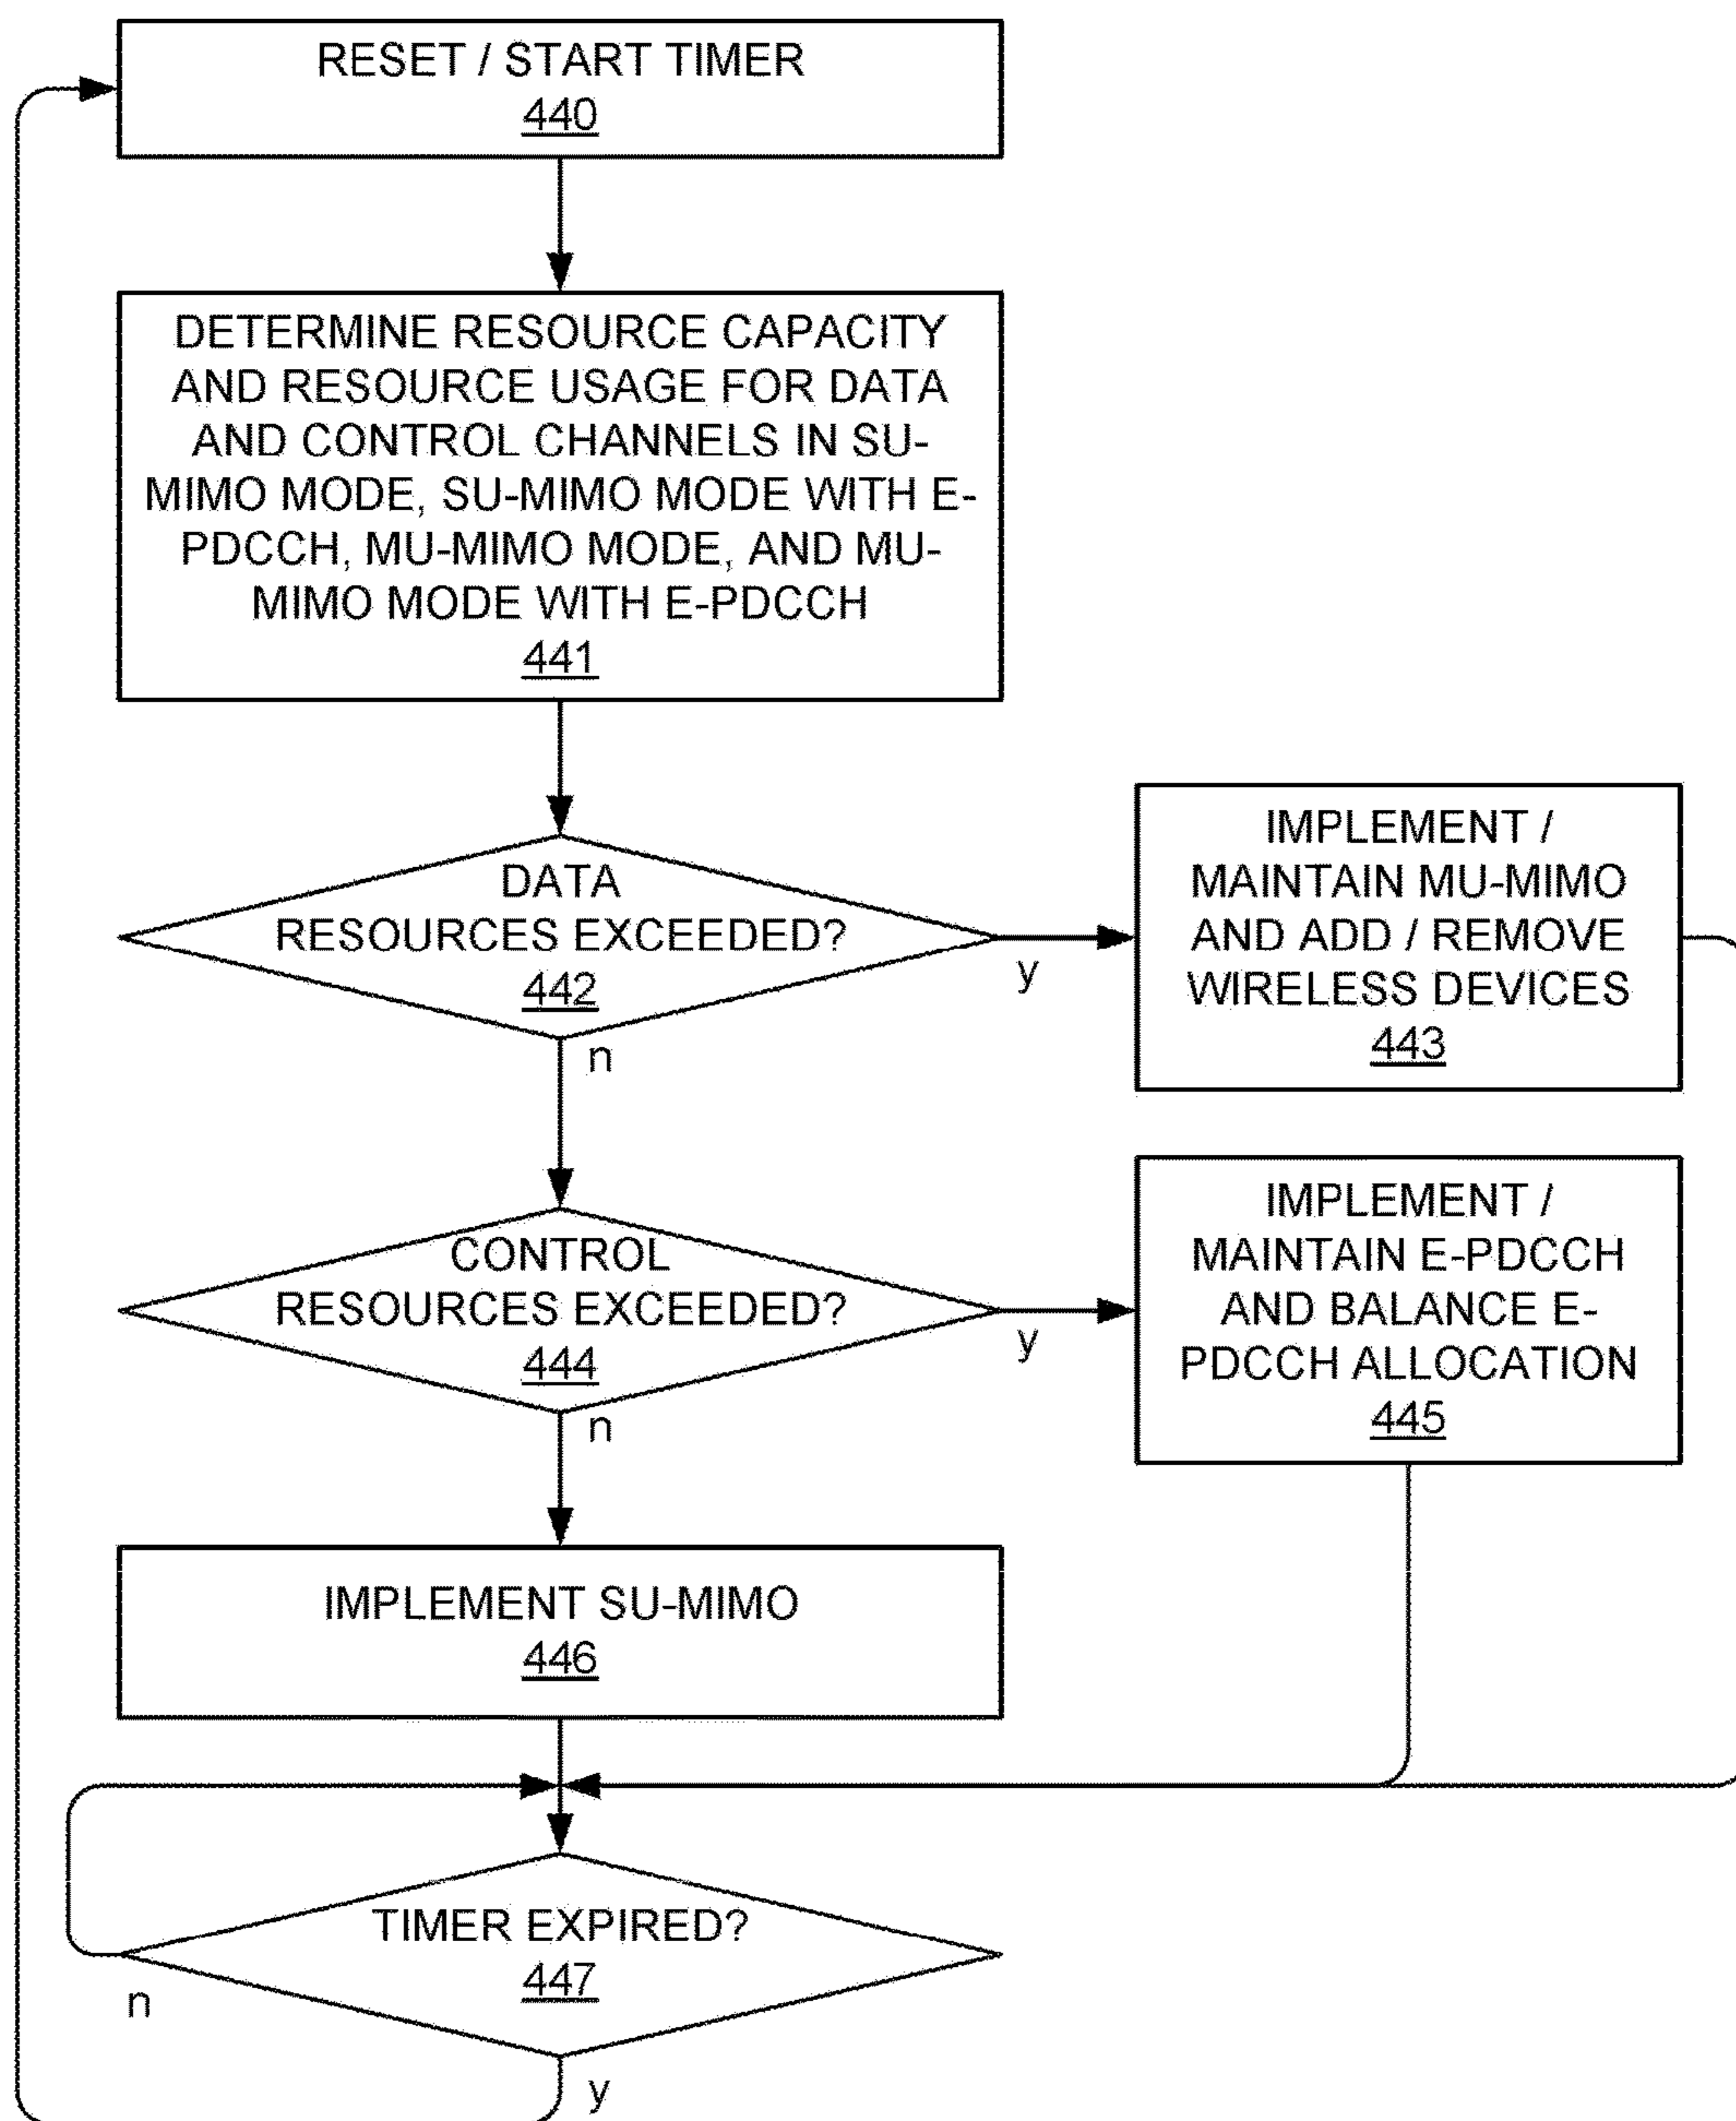 RESET / START TIMER
440
DETERMINE RESOURCE CAPACITY
AND RESOURCE USAGE FOR DATA
AND CONTROL CHANNELS IN SU-
MIMO MODE, SU-MIMO MODE WITH E-
PDCCH, MU-MIMO MODE, AND MU-
MIMO MODE WITH E-PDCCH
441
DATA
RESOURCES EXCEEDED?
442
y
n
IMPLEMENT /
MAINTAIN MU-MIMO
AND ADD / REMOVE
WIRELESS DEVICES
443
CONTROL
RESOURCES EXCEEDED?
444
y
n
IMPLEMENT /
MAINTAIN E-PDCCH
AND BALANCE E-
PDCCH ALLOCATION
445
IMPLEMENT SU-MIMO
446
TIMER EXPIRED?
447
n
y